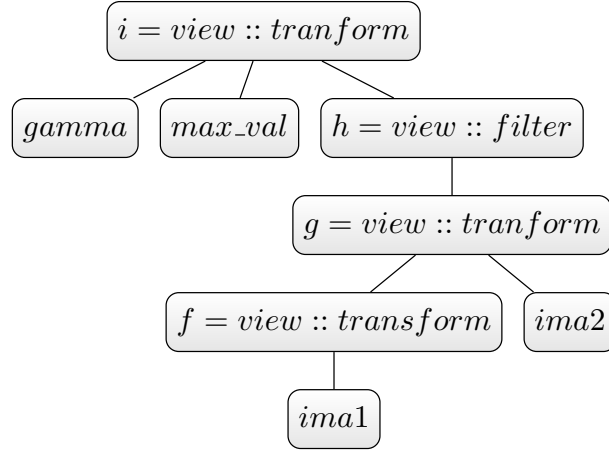 i = view :: tranform
gamma
max_val
h = view :: filter
g = view :: tranform
f = view :: transform
ima2
ima1